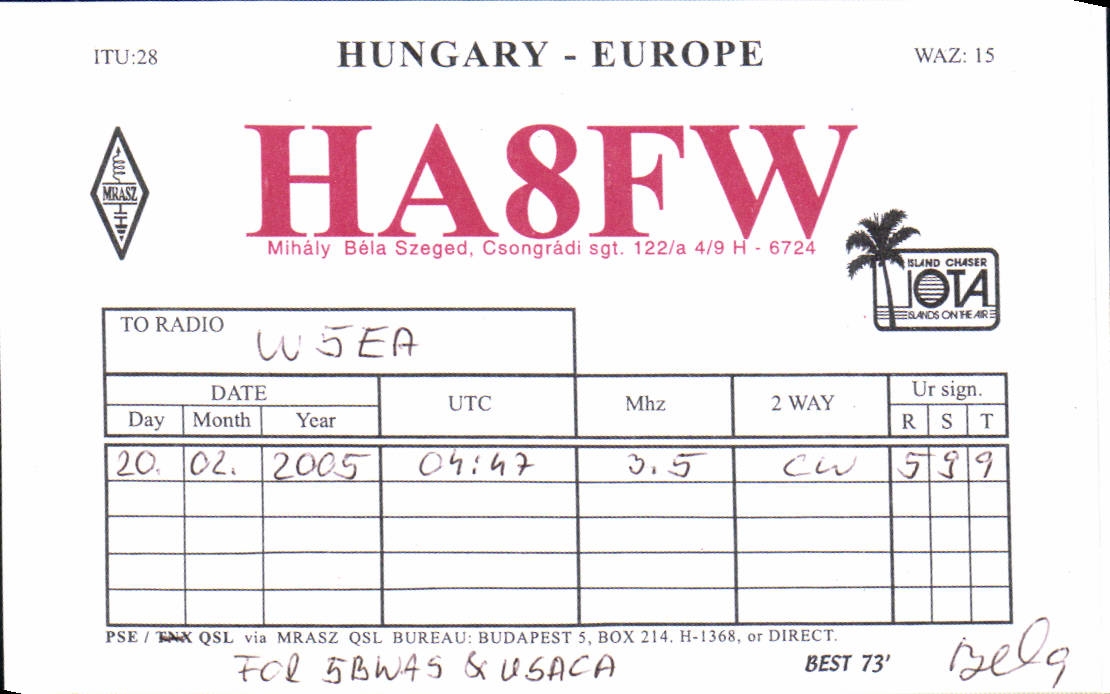 ITU:28 HUNGARY - EUROPE WAZ: 15
HA8FW
MRASZ
Mihály Béla Szeged, Csongrádi sgt. 122/a 4/9 H - 6724
ISLAND CHASER
IOTA
ISLANDS ON THE AIR
TO RADIO W5EA
DATE UTC Mhz 2 WAY Ur sign.
Day Month Year R S T
20. 02. 2005 04:47 3.5 CW 5 9 9
PSE / TNX QSL via MRASZ QSL BUREAU: BUDAPEST 5, BOX 214. H-1368, or DIRECT.
FOR 5BWAS & USACA BEST 73' Bela